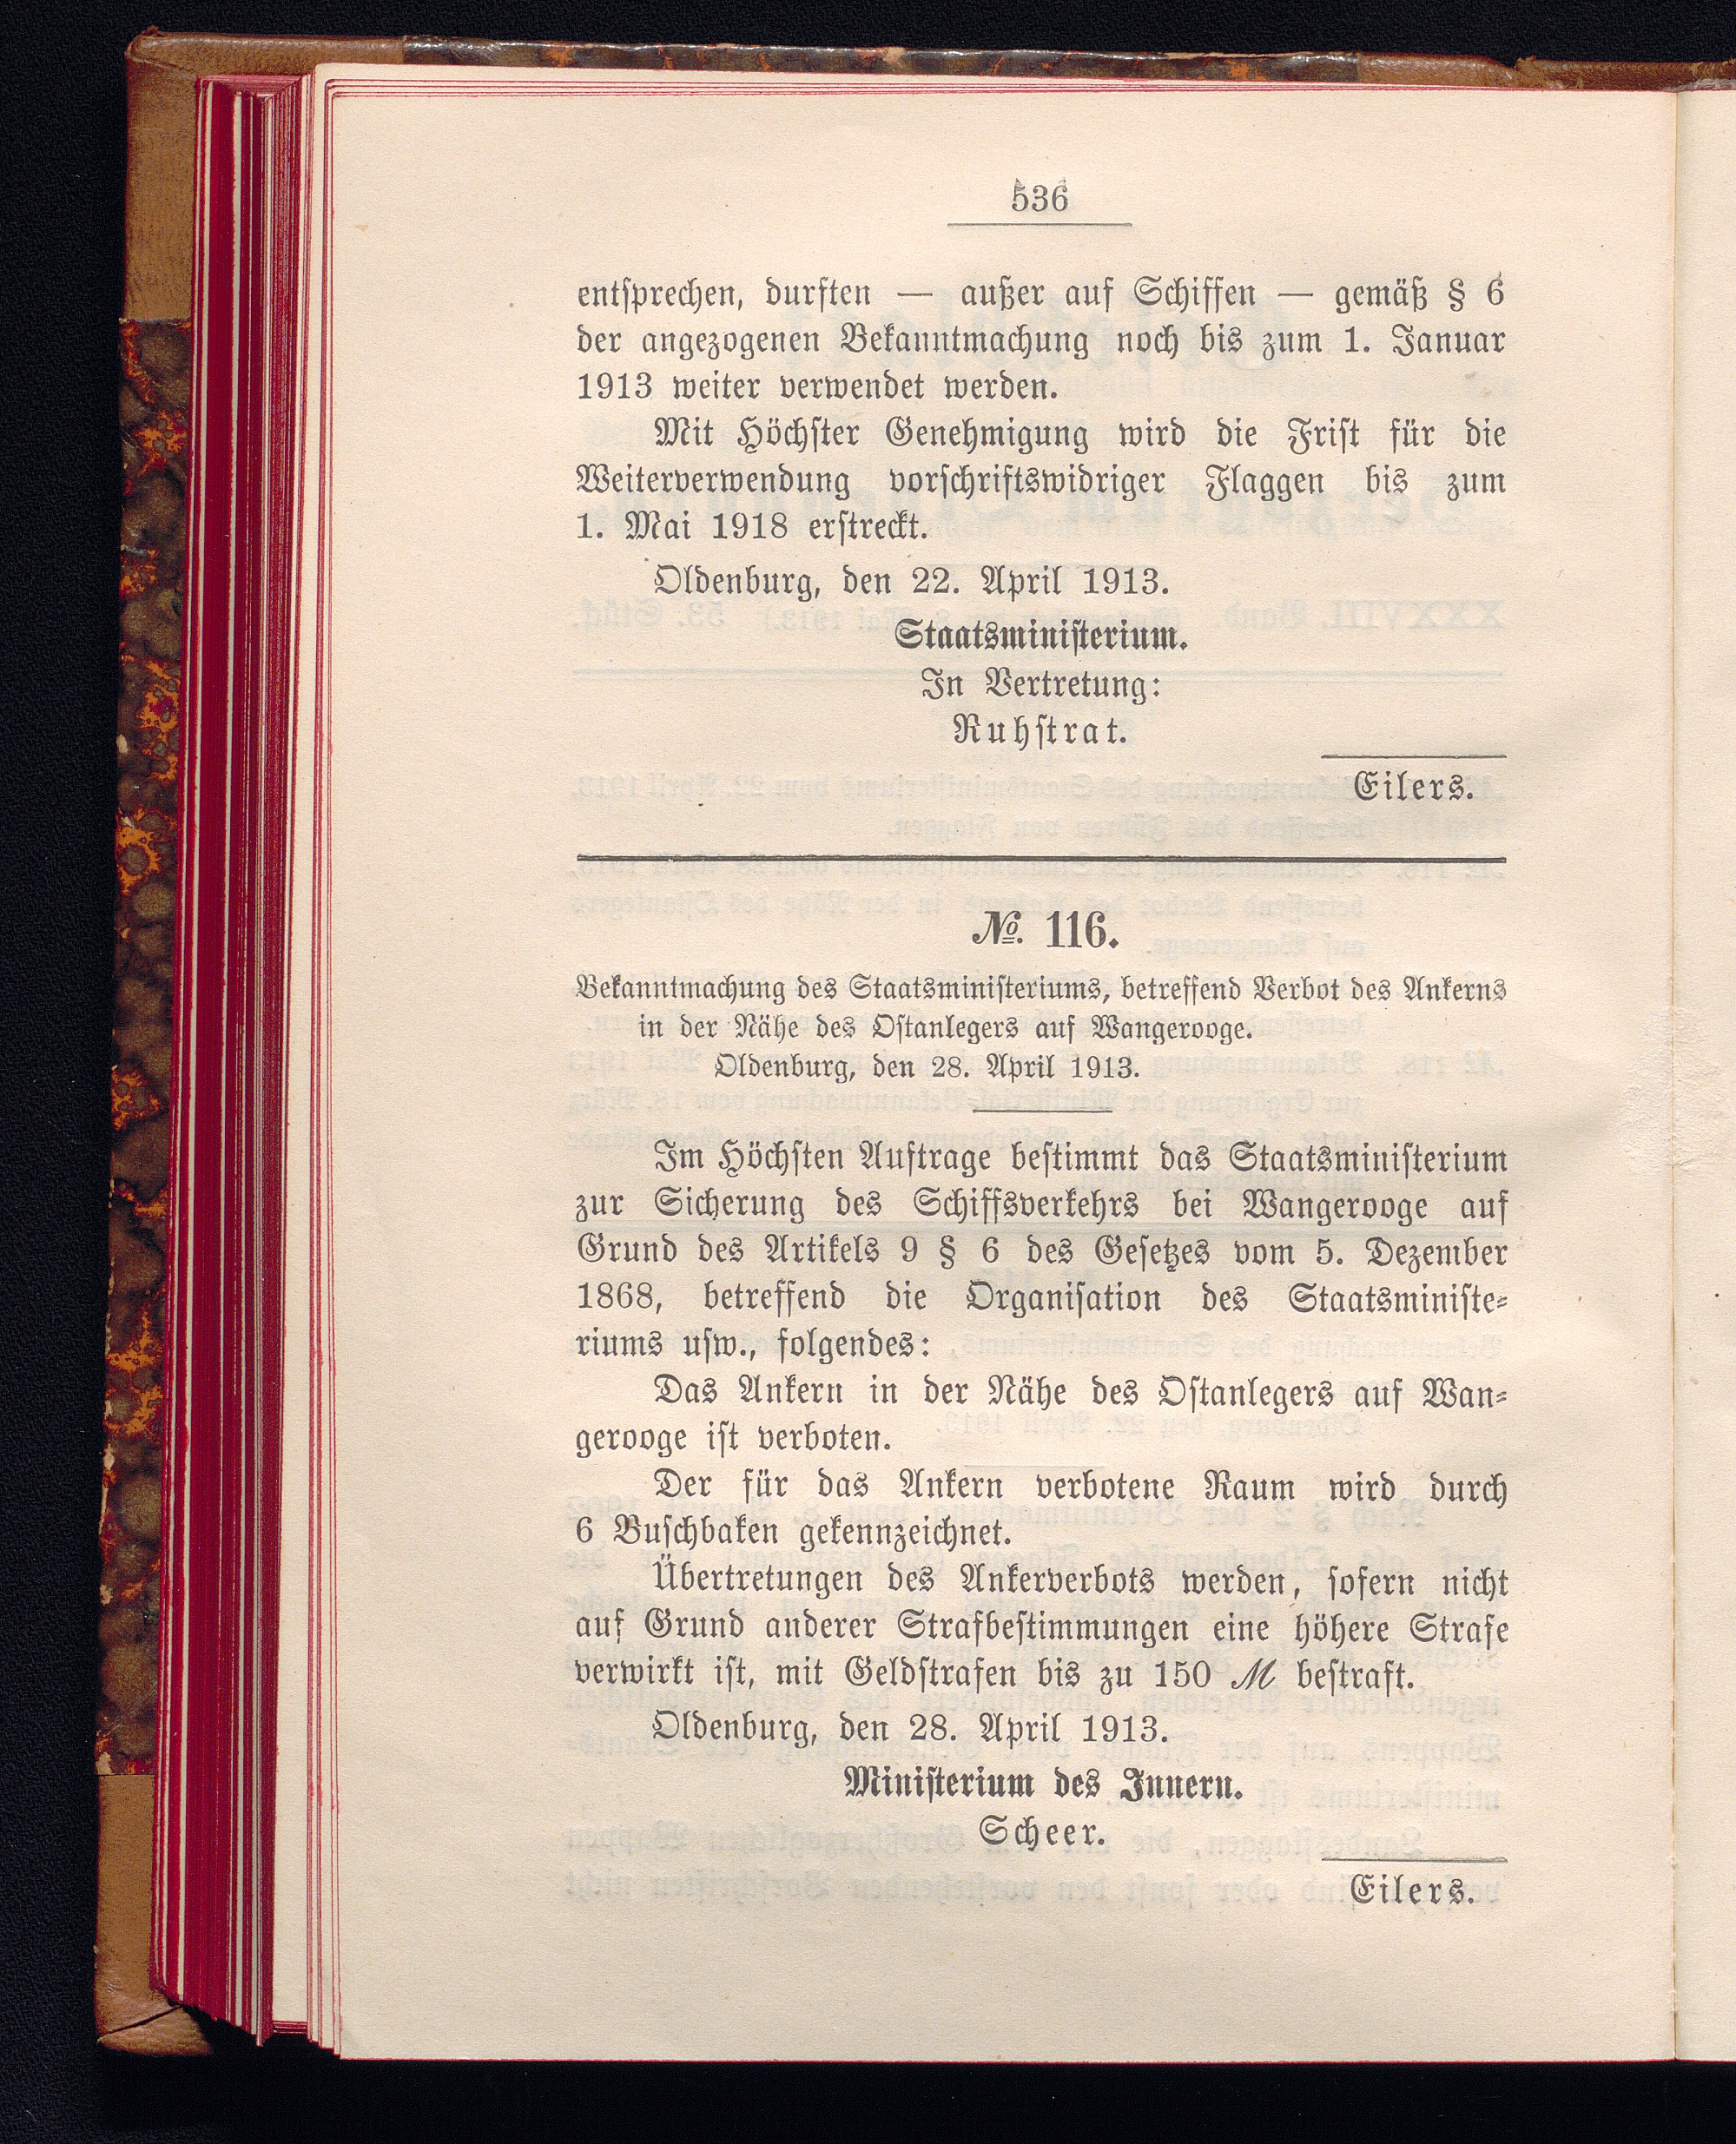 536
entsprechen, durften — außer auf Schiffen — gemäß § 6
der angezogenen Bekanntmachung noch bis zum 1. Januar
1913 weiter verwendet werden.
Mit Höchster Genehmigung wird die Frist für die
Weiterverwendung vorschriftswidriger Flaggen bis zum
1. Mai 1918 erstreckt.
Oldenburg, den 22. April 1913.
Staatsministerium.
In Vertretung:
Ruhstrat.
Eilers.
№. 116.
Bekanntmachung des Staatsministeriums, betreffend Verbot des Ankerns
in der Nähe des Ostanlegers auf Wangerooge.
Oldenburg, den 28. April 1913.
Im Höchsten Auftrage bestimmt das Staatsministerium
zur Sicherung des Schiffsverkehrs bei Wangerooge auf
Grund des Artikels 9 § 6 des Gesetzes vom 5. Dezember
1868, betreffend die Organisation des Staatsministe-
riums usw., folgendes:
Das Ankern in der Nähe des Ostanlegers auf Wan-
gerooge ist verboten.
Der für das Ankern verbotene Raum wird durch
6 Buschbaken gekennzeichnet.
Übertretungen des Ankerverbots werden, sofern nicht
auf Grund anderer Strafbestimmungen eine höhere Strafe
verwirkt ist, mit Geldstrafen bis zu 150 ℳ bestraft.
Oldenburg, den 28. April 1913.
Ministerium des Innern.
Scheer.
Eilers.